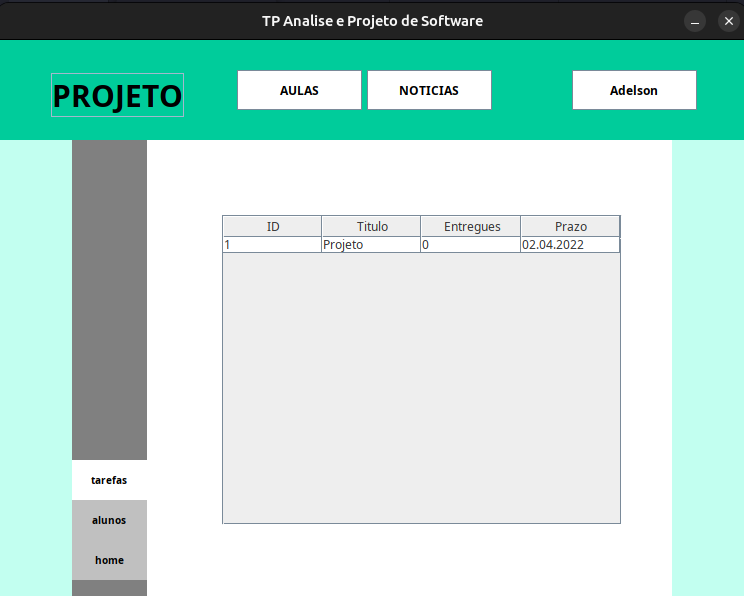 TP Analise e Projeto de Software
PROJETO
AULAS
NOTICIAS
Adelson
ID Titulo Entregues Prazo
1 Projeto 0 02.04.2022
tarefas
alunos
home